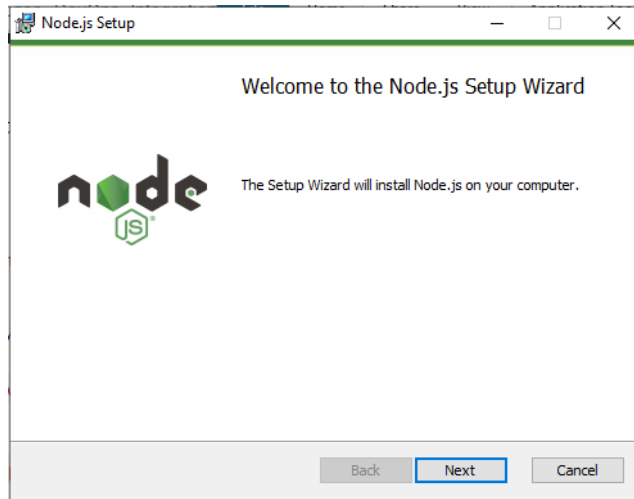 Node.js Setup
Welcome to the Node.js Setup Wizard
node
JS
The Setup Wizard will install Node.js on your computer.
Back
Next
Cancel